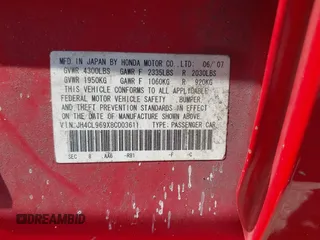 MFD. IN JAPAN BY HONDA MOTOR CO., LTD. 06/07
GVWR 4300LBS GAWR F 2335LBS R 2030LBS
GVWR 1950KG GAWR F 1060KG R 920KG
THIS VEHICLE CONFORMS TO ALL APPLICABLE
FEDERAL MOTOR VEHICLE SAFETY, BUMPER,
AND THEFT PREVENTION STANDARDS
IN EFFECT ON THE DATE OF MANUFACTURE SHOWN ABOVE.
V.I.N. JH4CL969X8C003611 TYPE: PASSENGER CAR
autobidmaster